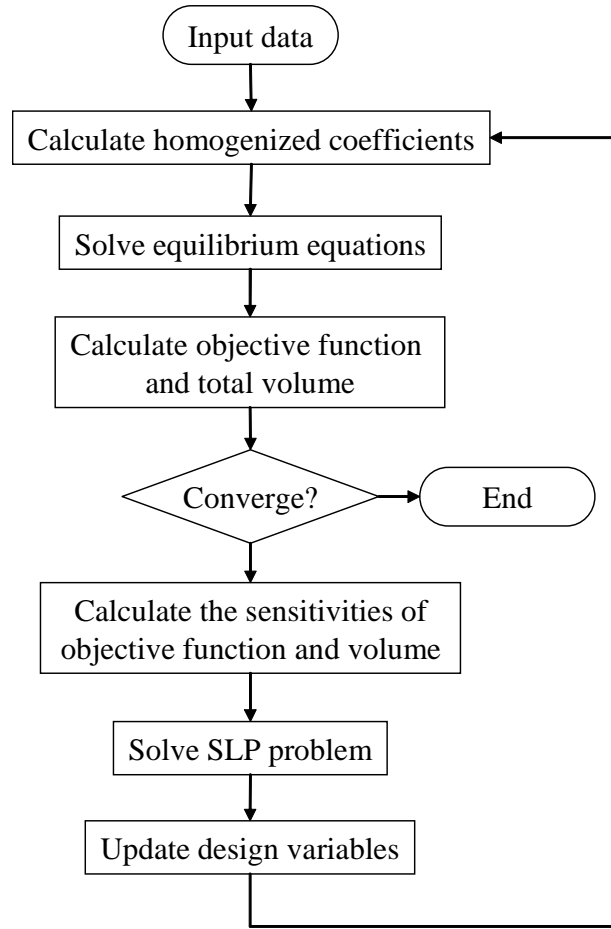 Input data
Calculate homogenized coefficients
Solve equilibrium equations
Calculate objective function
and total volume
Converge?
End
Calculate the sensitivities of
objective function and volume
Solve SLP problem
Update design variables